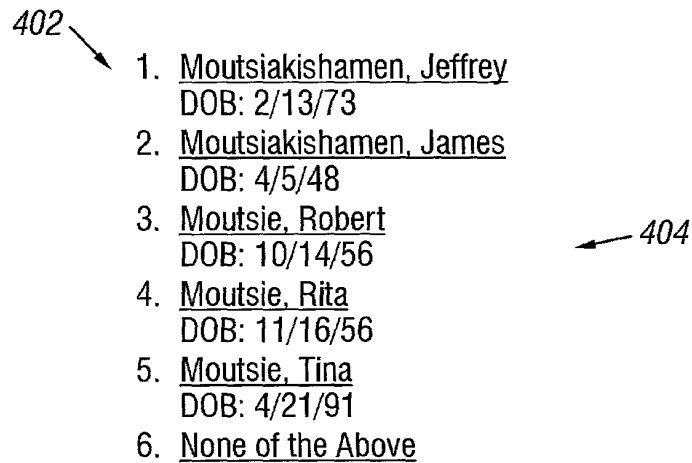 402
1. Moutsiakishamen, Jeffrey
DOB: 2/13/73
2. Moutsiakishamen, James
DOB: 4/5/48
3. Moutsie, Robert
404
DOB: 10/14/56
4. Moutsie, Rita
DOB: 11/16/56
5. Moutsie, Tina
DOB: 4/21/91
6. None of the Above